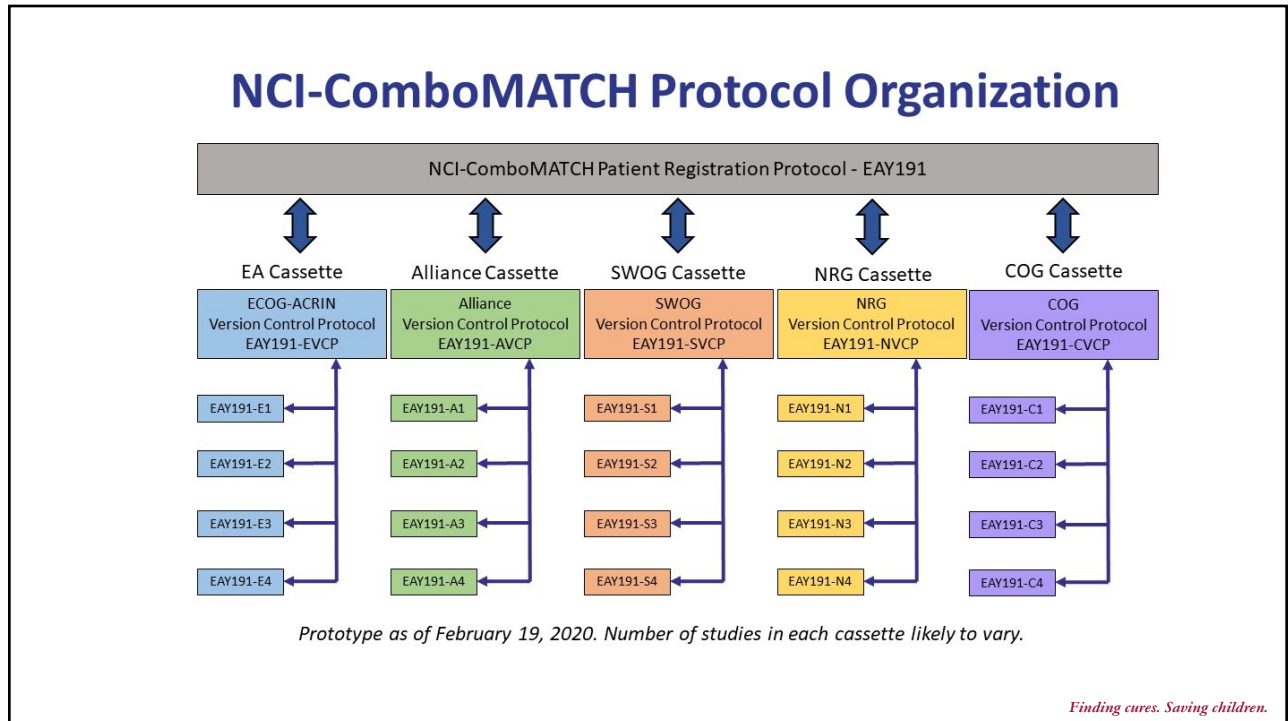 NCI-ComboMATCH Protocol Organization
NCI-ComboMATCH Patient Registration Protocol - EAY191
EA Cassette
Alliance Cassette
SWOG Cassette
NRG Cassette
COG Cassette
ECOG-ACRIN
Version Control Protocol
EAY191-EVCP
Alliance
Version Control Protocol
EAY191-AVCP
SWOG
Version Control Protocol
EAY191-SVCP
NRG
Version Control Protocol
EAY191-NVCP
COG
Version Control Protocol
EAY191-CVCP
EAY191-E1
EAY191-A1
EAY191-S1
EAY191-N1
EAY191-C1
EAY191-E2
EAY191-A2
EAY191-S2
EAY191-N2
EAY191-C2
EAY191-E3
EAY191-A3
EAY191-S3
EAY191-N3
EAY191-C3
EAY191-E4
EAY191-A4
EAY191-S4
EAY191-N4
EAY191-C4
Prototype as of February 19, 2020. Number of studies in each cassette likely to vary.
Finding cures. Saving children.